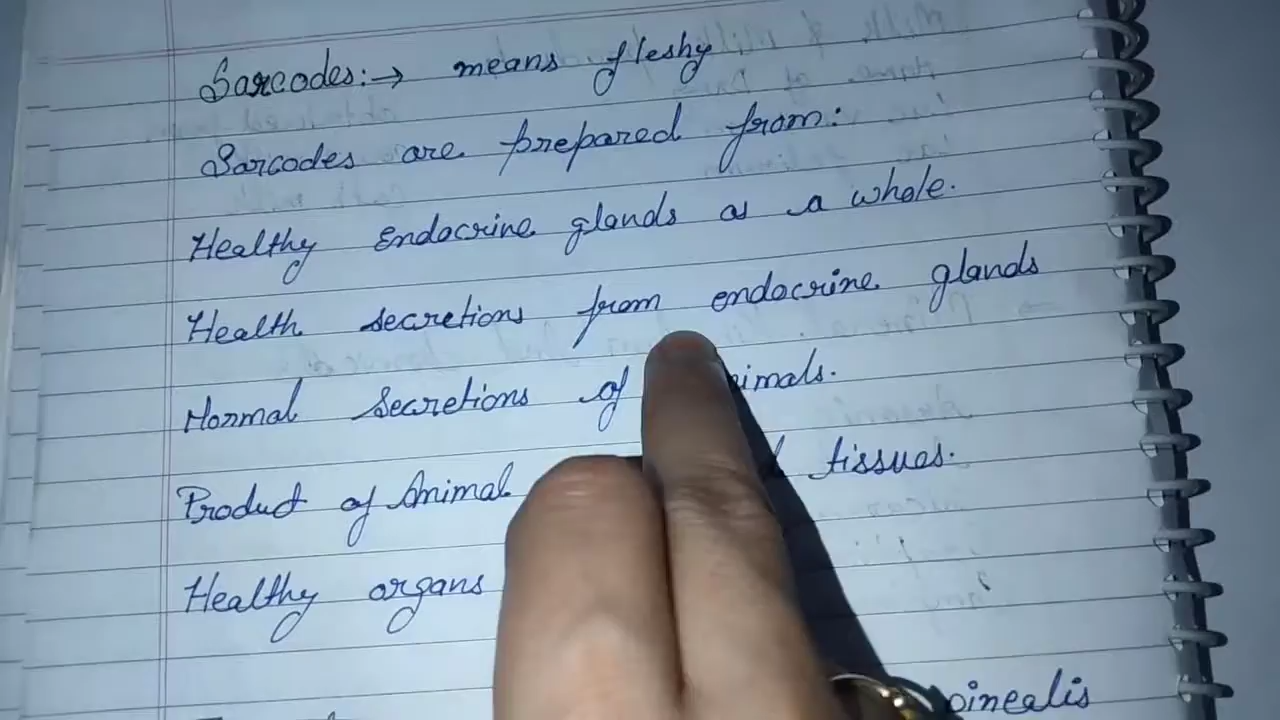 Sarcodes:→ means fleshy
Sarcodes are prepared from:
Healthy Endocrine glands as a whole.
Health secretions from endocrine glands
Normal Secretions of
Product of Animal tissues.
Healthy organs